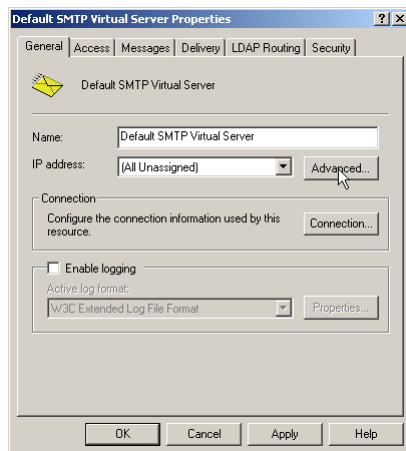 Default SMTP Virtual Server Properties
General Access Messages Delivery LDAP Routing Security
Default SMTP Virtual Server
Name: Default SMTP Virtual Server
IP address: (All Unassigned) Advanced...
Connection
Configure the connection information used by this
resource.
Connection...
Enable logging
Active log format:
W3C Extended Log File Format Properties...
OK Cancel Apply Help